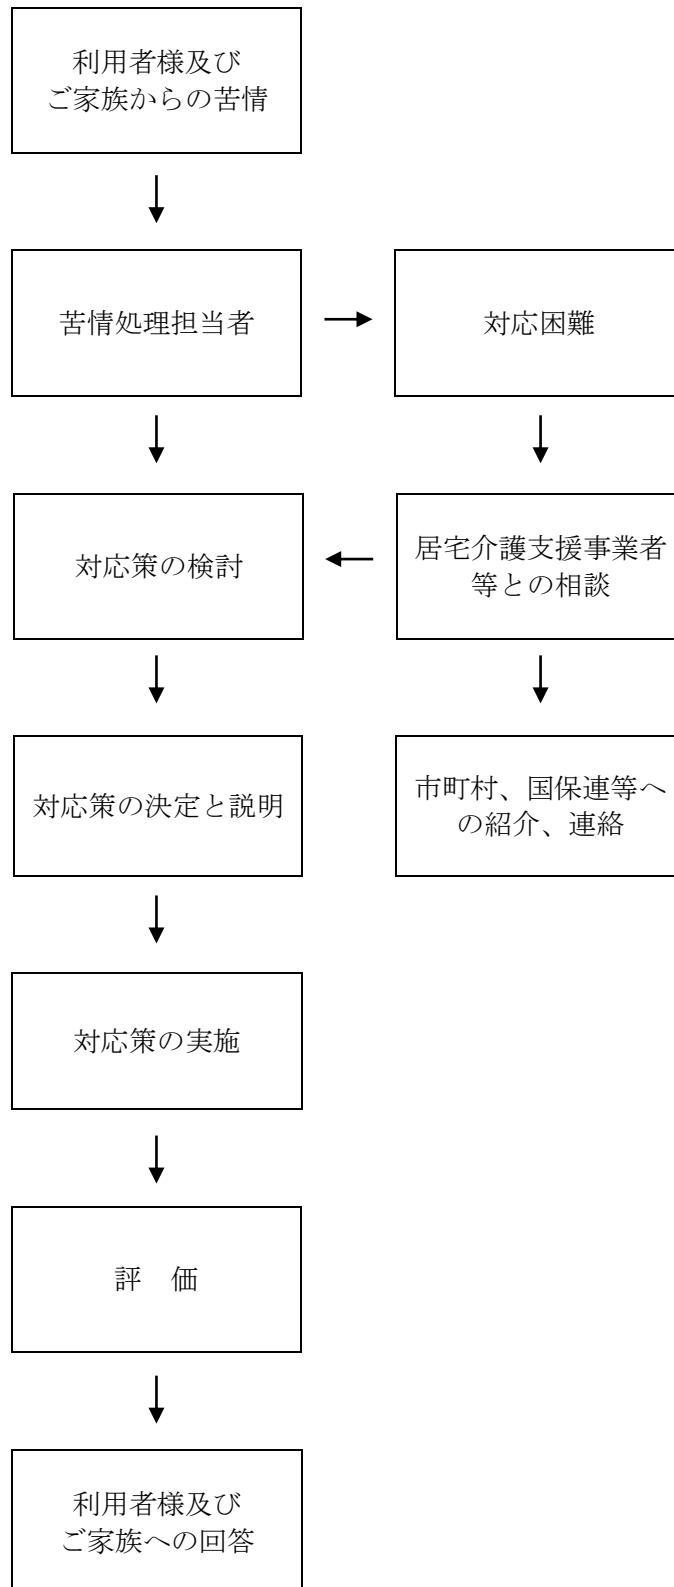 利用者様及び
ご家族からの苦情
苦情処理担当者
対応困難
対応策の検討
居宅介護支援事業者
等との相談
対応策の決定と説明
市町村、国保連等へ
の紹介、連絡
対応策の実施
評　価
利用者様及び
ご家族への回答